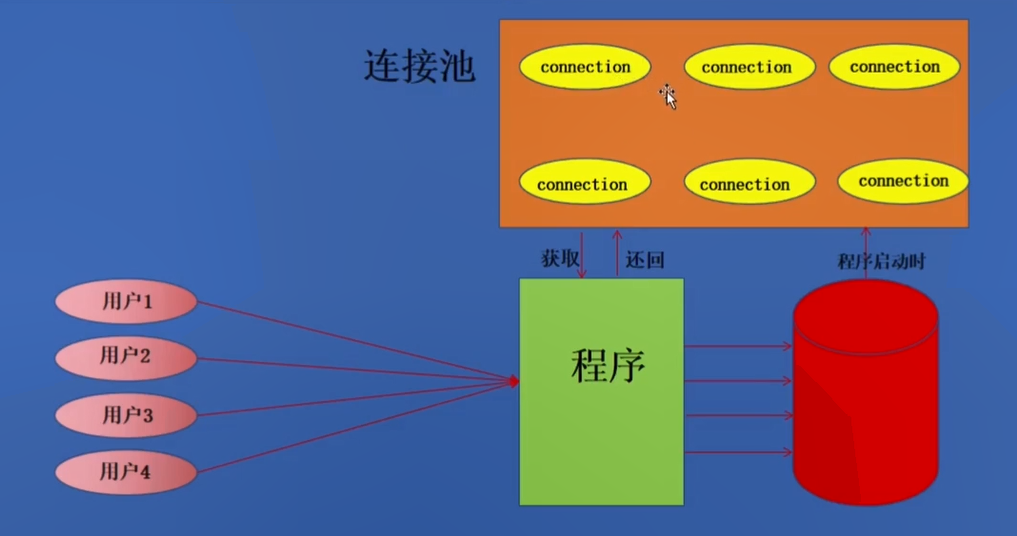 连接池
connection
connection
connection
connection
connection
connection
获取
还回
程序启动时
用户1
用户2
用户3
用户4
程序